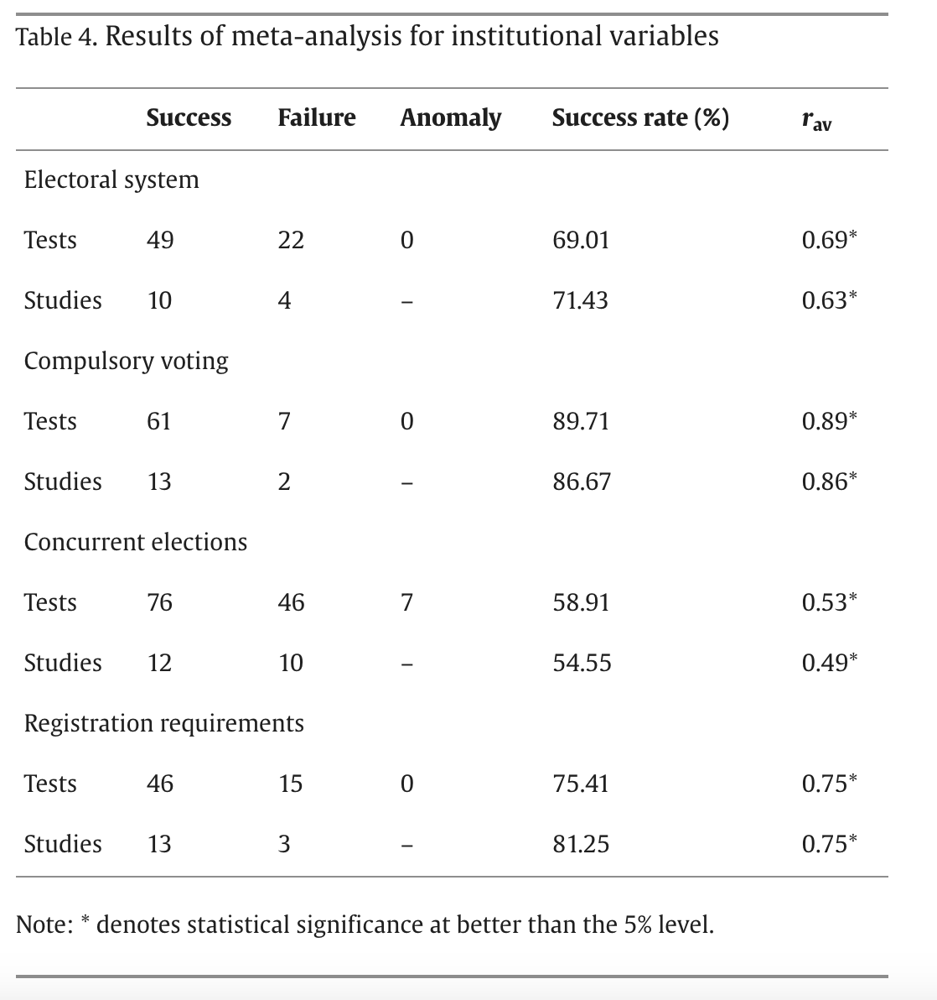 Table 4. Results of meta-analysis for institutional variables
Success Failure Anomaly Success rate (%) rav
Electoral system
Tests 49 22 0 69.01 0.69*
Studies 10 4 – 71.43 0.63*
Compulsory voting
Tests 61 7 0 89.71 0.89*
Studies 13 2 – 86.67 0.86*
Concurrent elections
Tests 76 46 7 58.91 0.53*
Studies 12 10 – 54.55 0.49*
Registration requirements
Tests 46 15 0 75.41 0.75*
Studies 13 3 – 81.25 0.75*
Note: * denotes statistical significance at better than the 5% level.